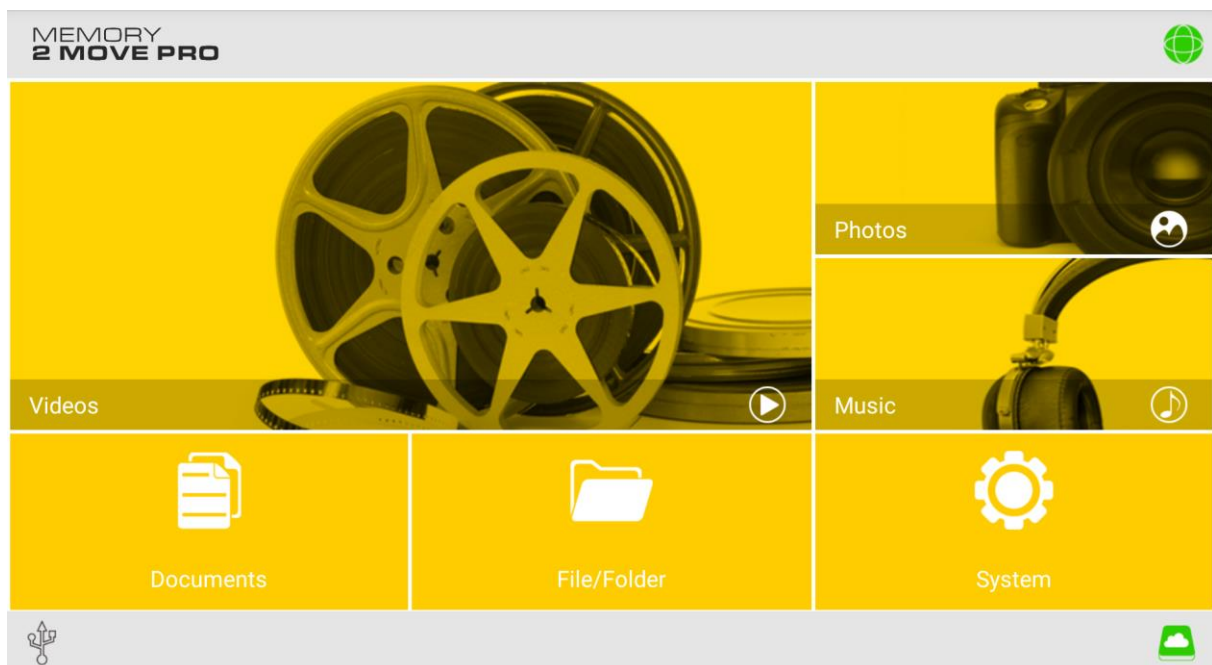 MEMORY
2 MOVE PRO
Photos
Videos
Music
Documents
File/Folder
System